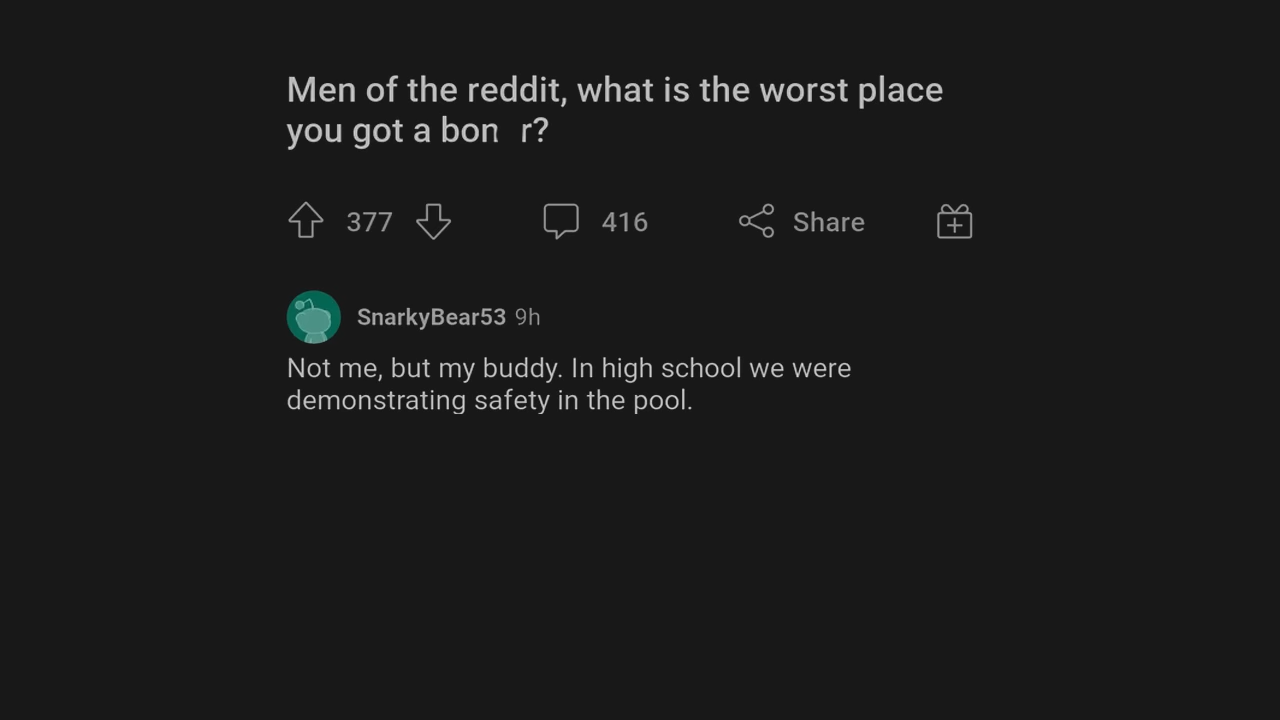 Men of the reddit, what is the worst place
you got a bon r?
377
416
Share
SnarkyBear53 9h
Not me, but my buddy. In high school we were
demonstrating safety in the pool.